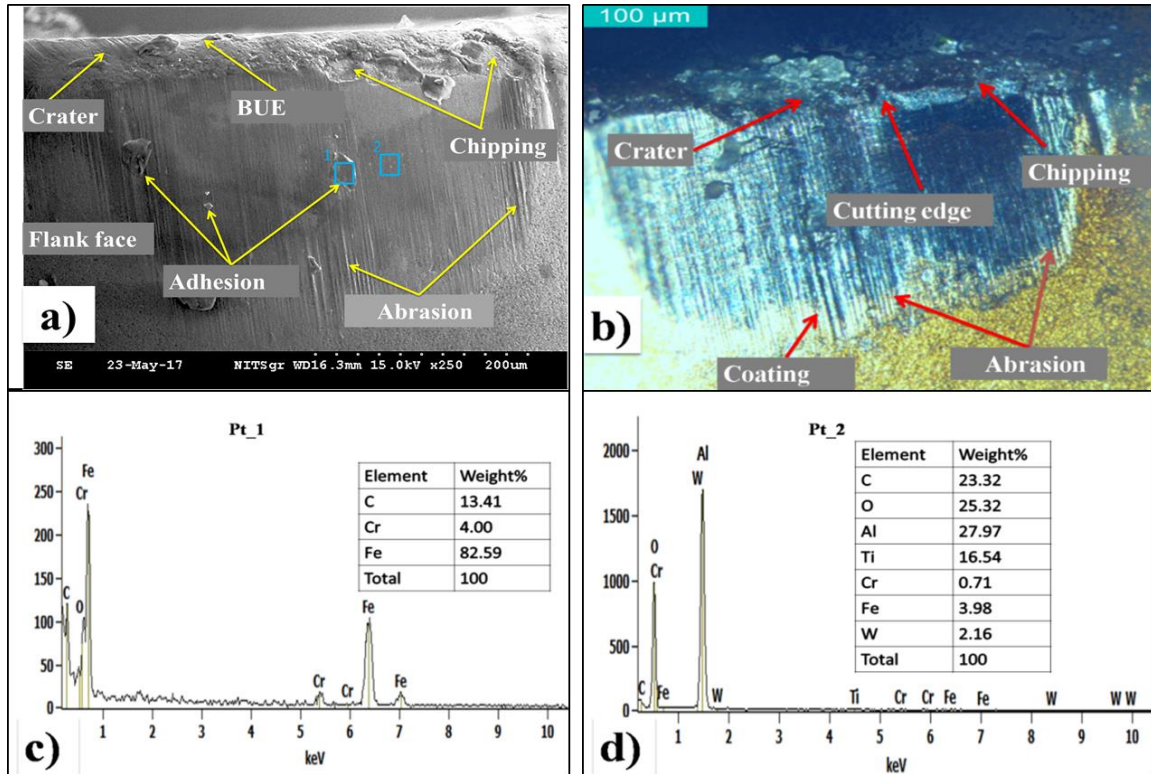 Crater
BUE
Chipping
1
2
Flank face
Adhesion
Abrasion
a)
SE 23-May-17 NITSgr WD16.3mm 15.0kV x250 200um
100 µm
Crater
Chipping
Cutting edge
Coating
Abrasion
b)
Pt_1
300
250
200
150
100
50
0
C
O
Cr
Fe
Cr
Cr
Fe
Fe
Element Weight%
C 13.41
Cr 4.00
Fe 82.59
Total 100
1 2 3 4 5 6 7 8 9 10
keV
c)
Pt_2
2000
1500
1000
500
0
O
Cr
C
Fe
Al
W
W
Ti
Cr
Cr
Fe
Fe
W
W
W
Element Weight%
C 23.32
O 25.32
Al 27.97
Ti 16.54
Cr 0.71
Fe 3.98
W 2.16
Total 100
1 2 3 4 5 6 7 8 9 10
keV
d)